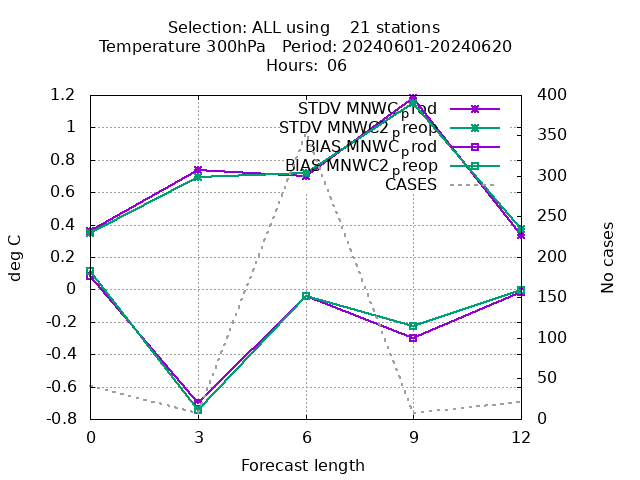 Selection: ALL using    21 stations
Temperature 300hPa   Period: 20240601-20240620
Hours:  06
STDV MNWC_prod
STDV MNWC2_preop
BIAS MNWC_prod
BIAS MNWC2_preop
CASES
1.2
1
0.8
0.6
0.4
0.2
0
-0.2
-0.4
-0.6
-0.8
deg C
400
350
300
250
200
150
100
50
0
No cases
0 3 6 9 12
Forecast length